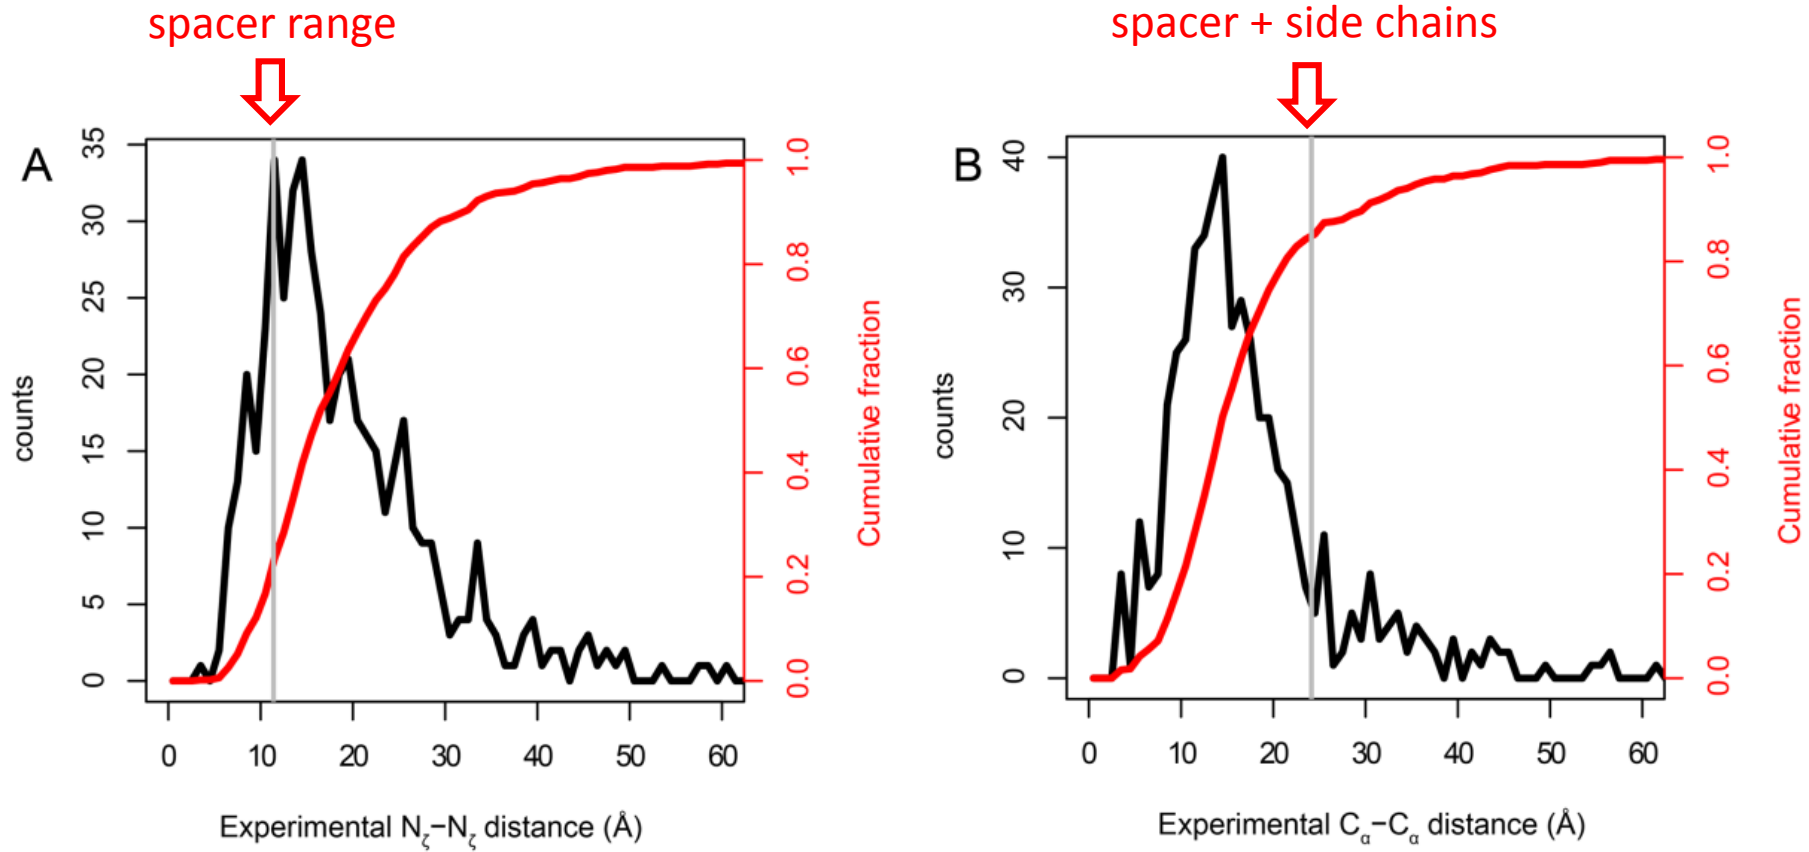 spacer range
spacer + side chains
A
35
30
25
20
15
10
5
0
counts
1.0
0.8
0.6
0.4
0.2
0.0
Cumulative fraction
0 10 20 30 40 50 60
Experimental Nζ−Nζ distance (Å)
B
40
30
20
10
0
counts
1.0
0.8
0.6
0.4
0.2
0.0
Cumulative fraction
0 10 20 30 40 50 60
Experimental Cα−Cα distance (Å)